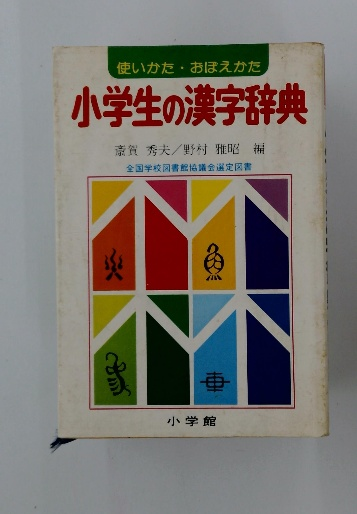 使いかた・おぼえかた
小学生の漢字辞典
斎賀 秀夫／野村 雅昭 編
全国学校図書館協議会選定図書
小学館